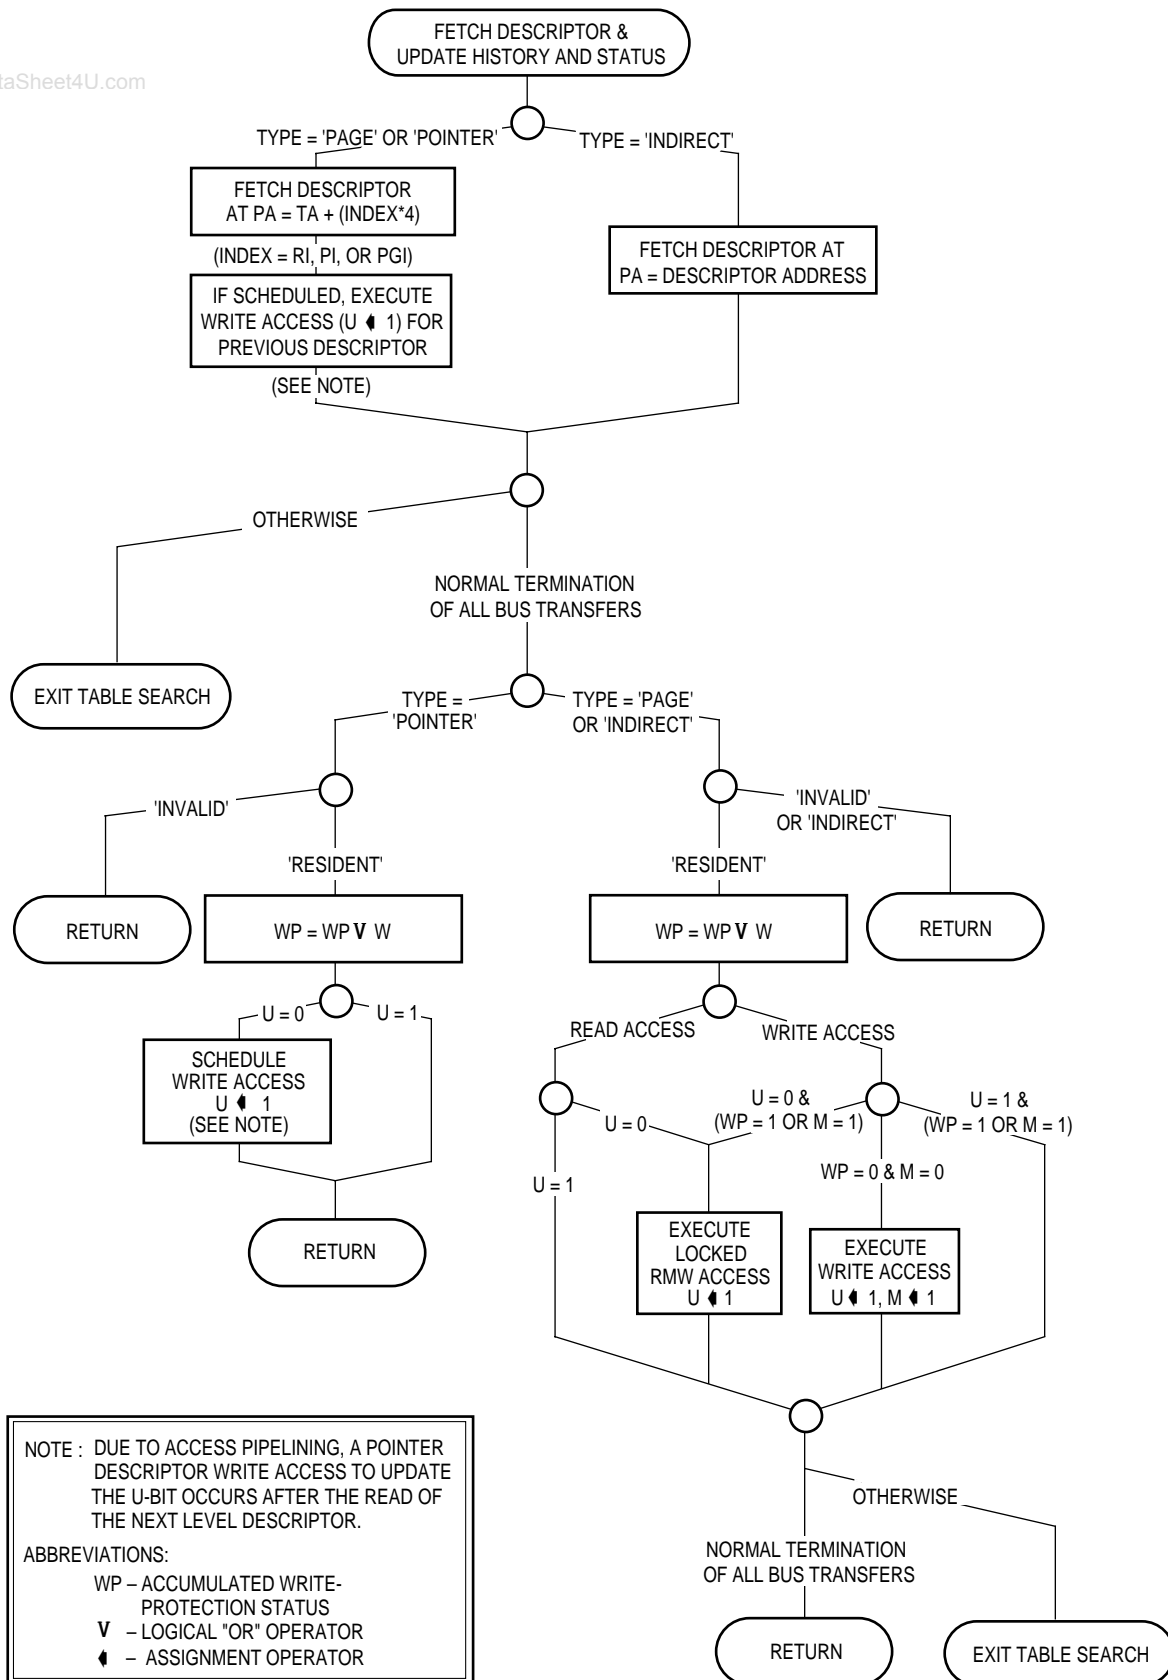 FETCH DESCRIPTOR &
UPDATE HISTORY AND STATUS
taSheet4U.com
TYPE = 'PAGE' OR 'POINTER'
TYPE = 'INDIRECT'
FETCH DESCRIPTOR
AT PA = TA + (INDEX*4)
(INDEX = RI, PI, OR PGI)
FETCH DESCRIPTOR AT
PA = DESCRIPTOR ADDRESS
IF SCHEDULED, EXECUTE
WRITE ACCESS (U ⬧ 1) FOR
PREVIOUS DESCRIPTOR
(SEE NOTE)
OTHERWISE
NORMAL TERMINATION
OF ALL BUS TRANSFERS
EXIT TABLE SEARCH
TYPE =
'POINTER'
TYPE = 'PAGE'
OR 'INDIRECT'
'INVALID'
'RESIDENT'
'RESIDENT'
'INVALID'
OR 'INDIRECT'
RETURN
WP = WP V W
WP = WP V W
RETURN
U = 0
U = 1
READ ACCESS
WRITE ACCESS
SCHEDULE
WRITE ACCESS
U ⬧ 1
(SEE NOTE)
RETURN
U = 0
U = 1
U = 0 &
(WP = 1 OR M = 1)
U = 1 &
(WP = 1 OR M = 1)
WP = 0 & M = 0
EXECUTE
LOCKED
RMW ACCESS
U ⬧ 1
EXECUTE
WRITE ACCESS
U ⬧ 1, M ⬧ 1
NOTE : DUE TO ACCESS PIPELINING, A POINTER
DESCRIPTOR WRITE ACCESS TO UPDATE
THE U-BIT OCCURS AFTER THE READ OF
THE NEXT LEVEL DESCRIPTOR.
ABBREVIATIONS:
WP – ACCUMULATED WRITE-
PROTECTION STATUS
V – LOGICAL "OR" OPERATOR
⬧ – ASSIGNMENT OPERATOR
OTHERWISE
NORMAL TERMINATION
OF ALL BUS TRANSFERS
RETURN
EXIT TABLE SEARCH